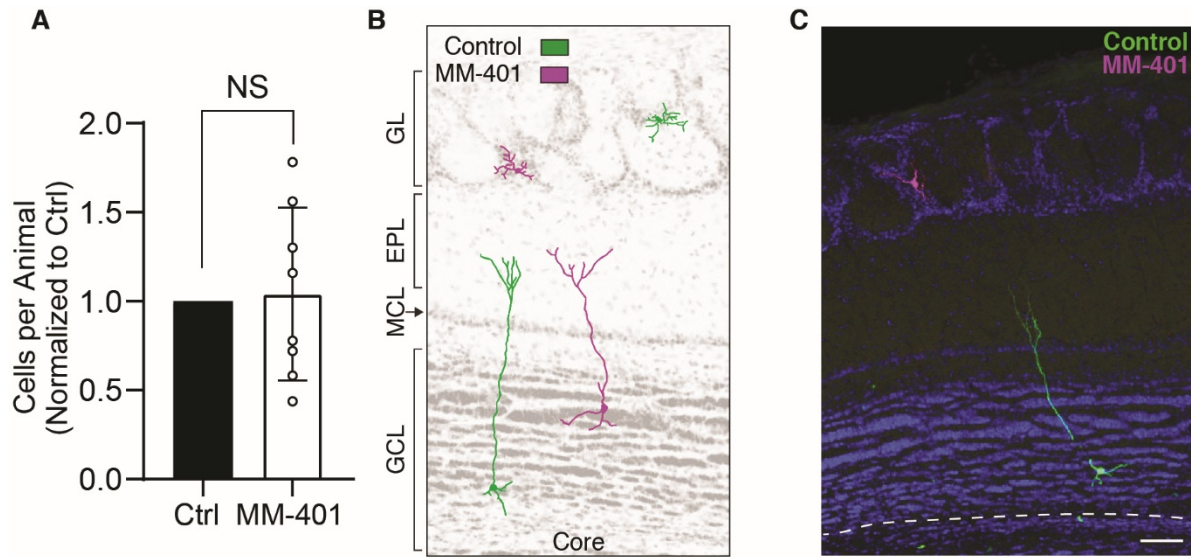 A
NS
2.0
1.5
1.0
0.5
0.0
Cells per Animal
(Normalized to Ctrl)
Ctrl
MM-401
B
Control
MM-401
GL
EPL
MCL
GCL
Core
C
Control
MM-401